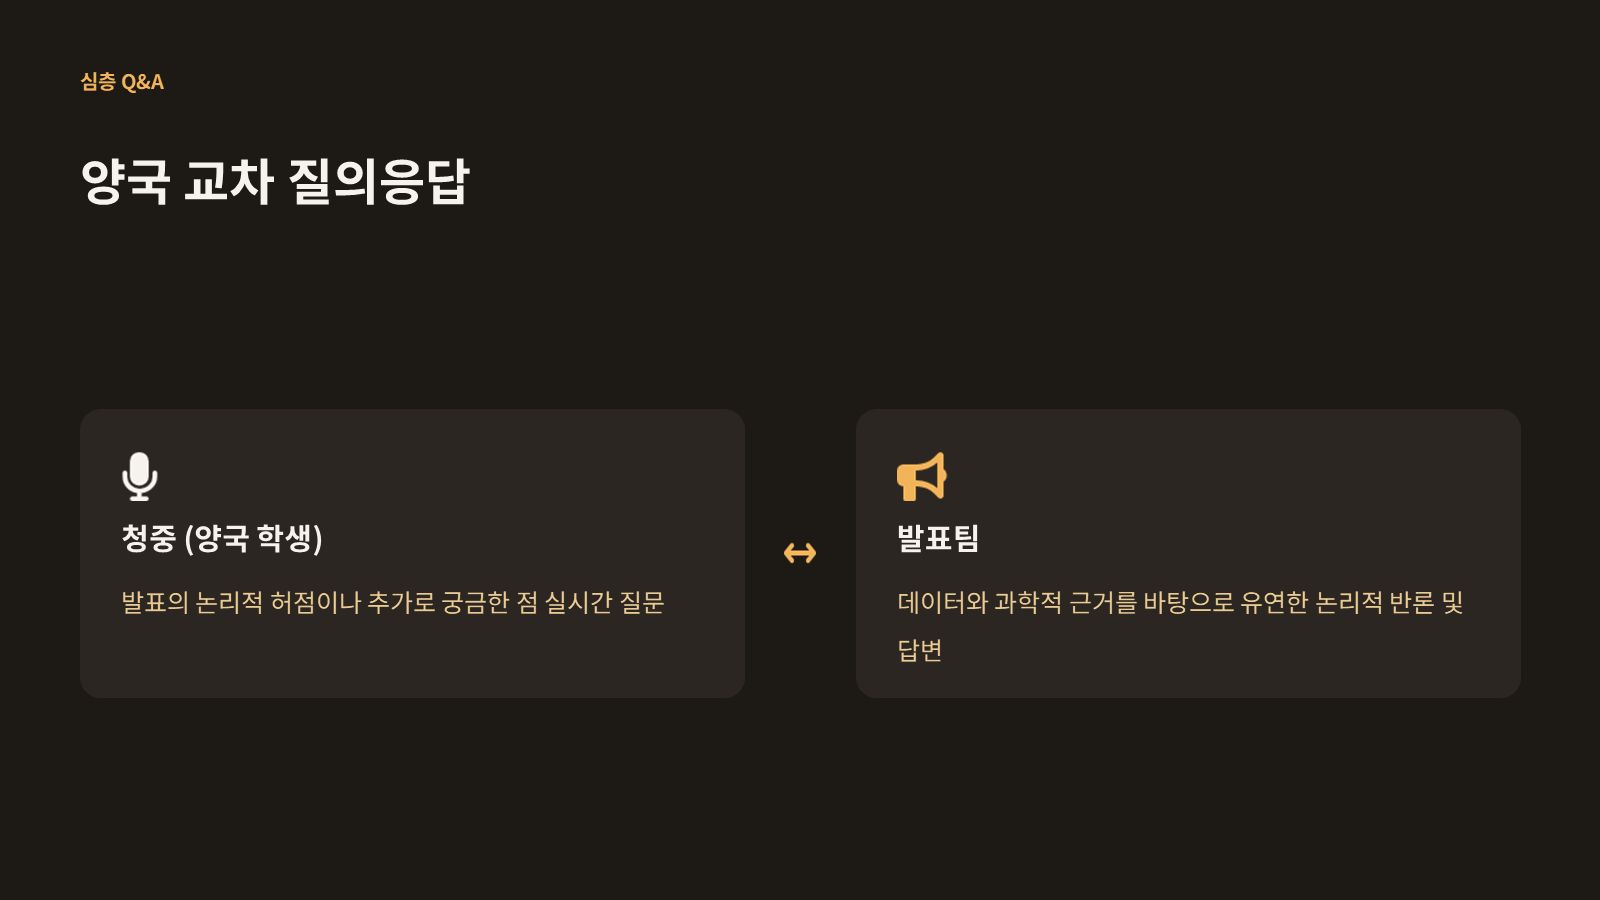 심층 Q&A
양국 교차 질의응답
청중 (양국 학생)
발표의 논리적 허점이나 추가로 궁금한 점 실시간 질문
발표팀
데이터와 과학적 근거를 바탕으로 유연한 논리적 반론 및
답변